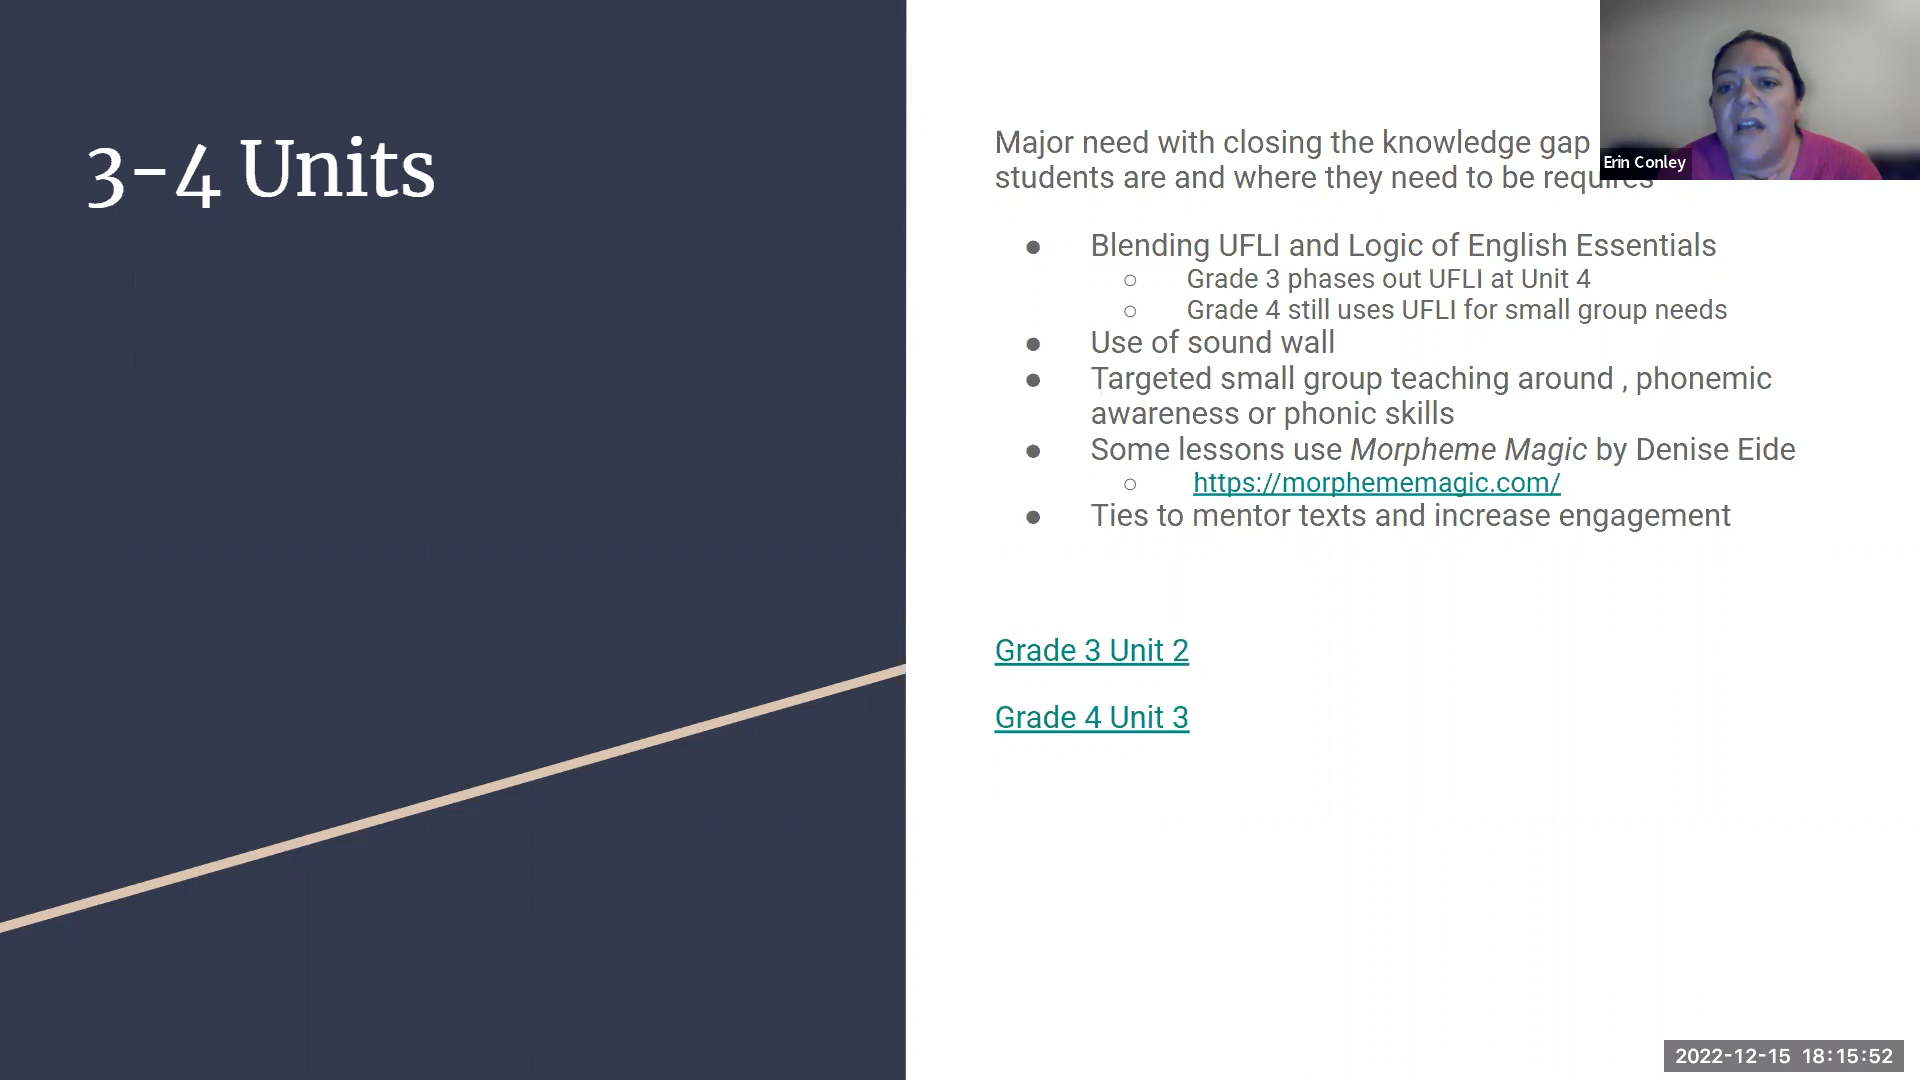 3-4 Units
Major need with closing the knowledge gap
students are and where they need to be requires
● Blending UFLI and Logic of English Essentials
○ Grade 3 phases out UFLI at Unit 4
○ Grade 4 still uses UFLI for small group needs
● Use of sound wall
● Targeted small group teaching around , phonemic
awareness or phonic skills
● Some lessons use Morpheme Magic by Denise Eide
○ https://morphememagic.com/
● Ties to mentor texts and increase engagement
Grade 3 Unit 2
Grade 4 Unit 3
Erin Conley
2022-12-15 18:15:52